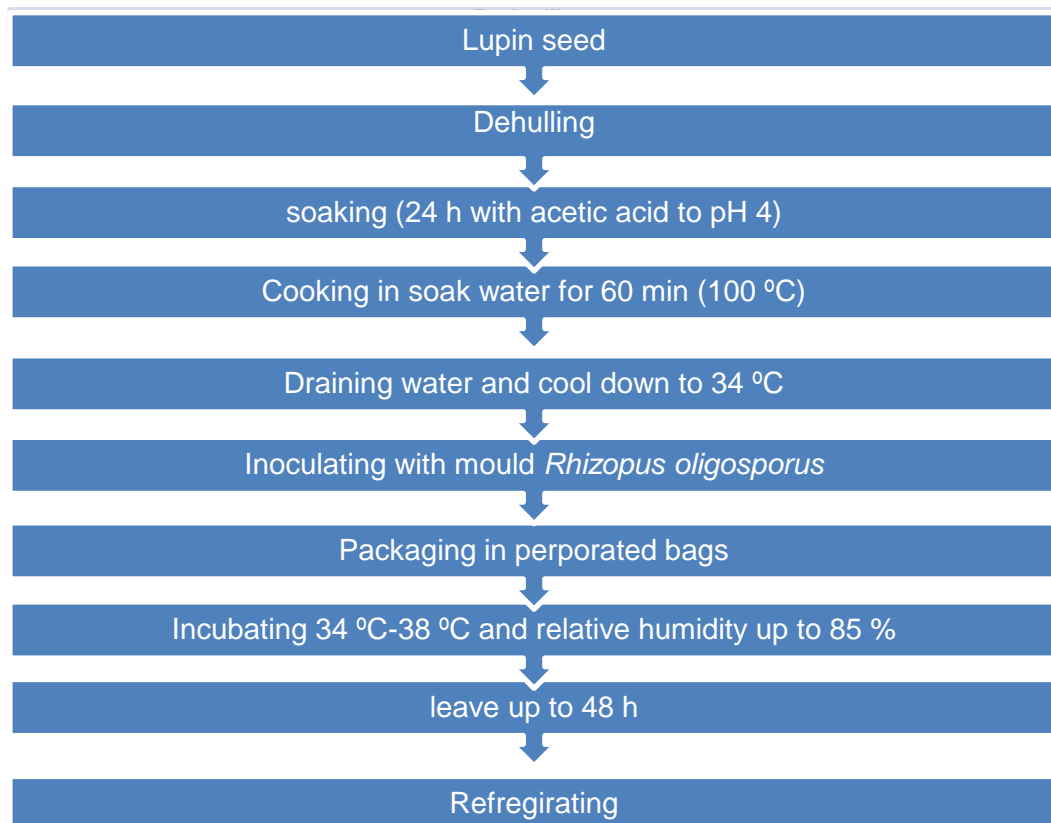 Lupin seed
Dehulling
soaking (24 h with acetic acid to pH 4)
Cooking in soak water for 60 min (100 ºC)
Draining water and cool down to 34 ºC
Inoculating with mould Rhizopus oligosporus
Packaging in perporated bags
Incubating 34 ºC-38 ºC and relative humidity up to 85 %
leave up to 48 h
Refregirating